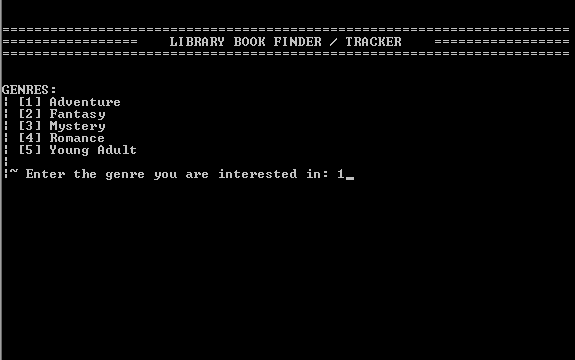 =======================================================================
=================    LIBRARY BOOK FINDER / TRACKER    =================
=======================================================================
GENRES:
¦ [1] Adventure
¦ [2] Fantasy
¦ [3] Mystery
¦ [4] Romance
¦ [5] Young Adult
¦
¦~ Enter the genre you are interested in: 1_